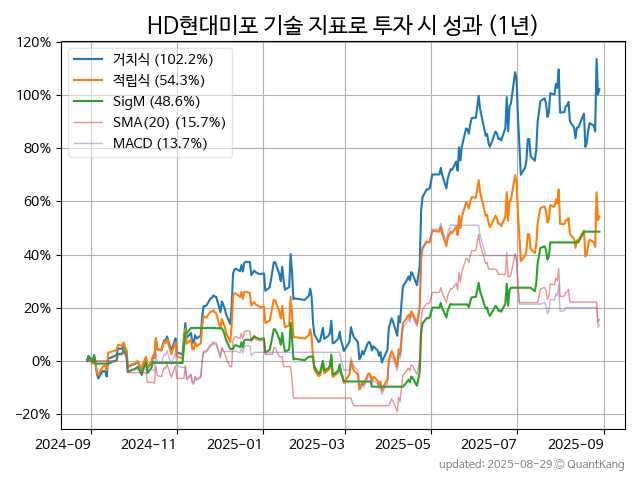 HD현대미포 기술 지표로 투자 시 성과 (1년)
거치식 (102.2%)
적립식 (54.3%)
SigM (48.6%)
SMA(20) (15.7%)
MACD (13.7%)
120%
100%
80%
60%
40%
20%
0%
−20%
2024-09 2024-11 2025-01 2025-03 2025-05 2025-07 2025-09
updated: 2025-08-29 © QuantKang